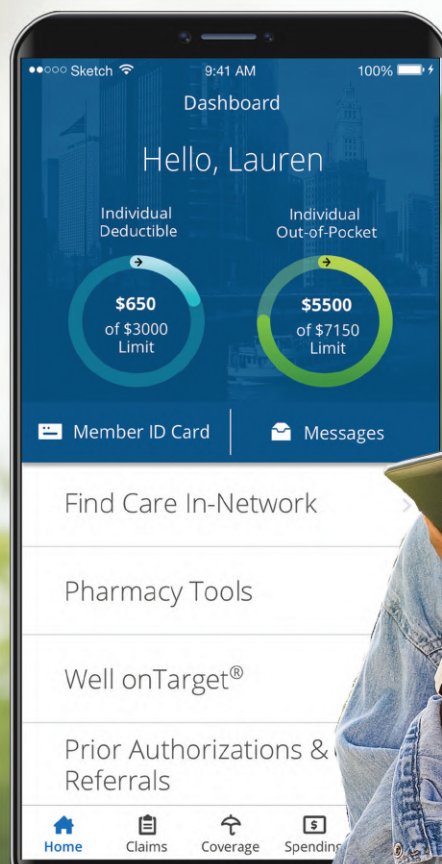 Sketch 9:41 AM 100%
Dashboard
Hello, Lauren
Individual
Deductible
Individual
Out-of-Pocket
$650
of $3000
Limit
$5500
of $7150
Limit
Member ID Card
Messages
Find Care In-Network
Pharmacy Tools
Well onTarget®
Prior Authorizations &
Referrals
Home Claims Coverage Spending